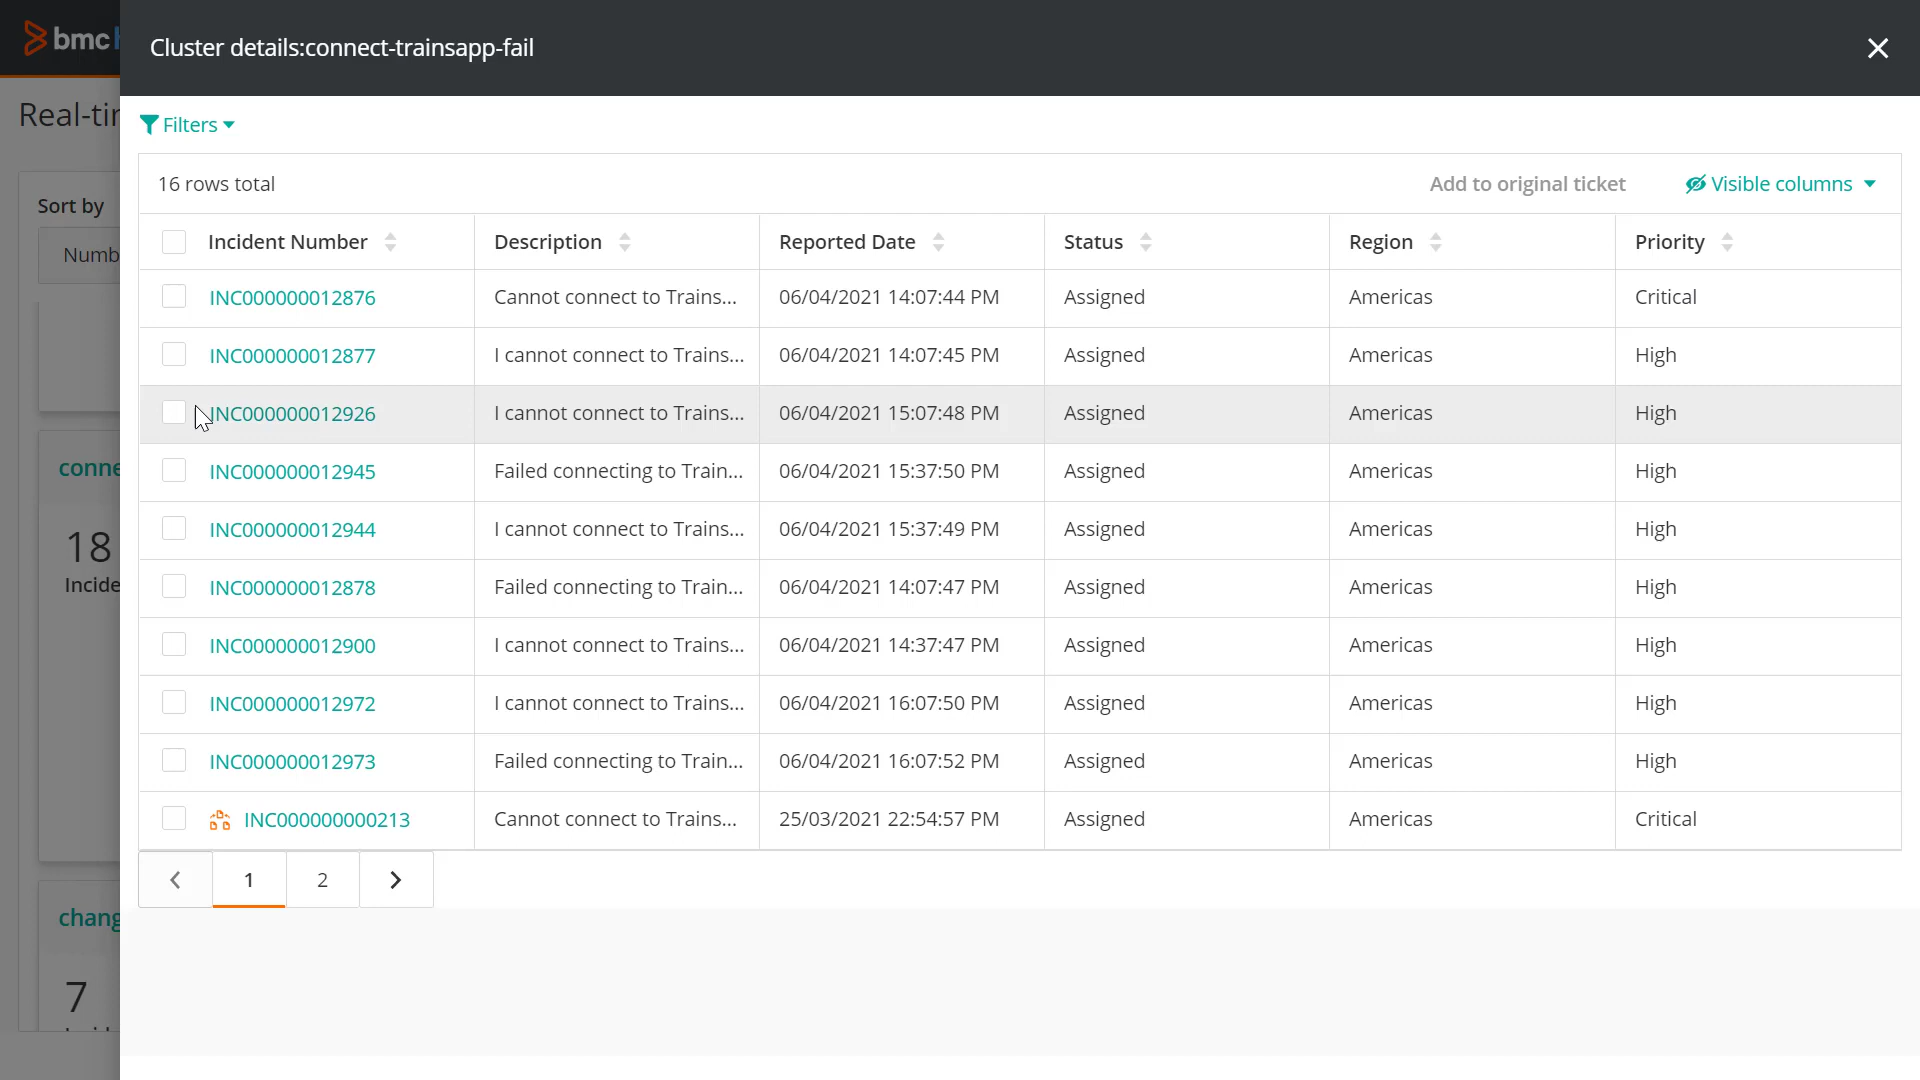 bmc
Cluster details:connect-trainsapp-fail
Filters
16 rows total
Add to original ticket
Visible columns
Sort by
Incident Number
Description
Reported Date
Status
Region
Priority
INC000000012876
Cannot connect to Trains...
06/04/2021 14:07:44 PM
Assigned
Americas
Critical
INC000000012877
I cannot connect to Trains...
06/04/2021 14:07:45 PM
Assigned
Americas
High
INC000000012926
I cannot connect to Trains...
06/04/2021 15:07:48 PM
Assigned
Americas
High
INC000000012945
Failed connecting to Train...
06/04/2021 15:37:50 PM
Assigned
Americas
High
INC000000012944
I cannot connect to Trains...
06/04/2021 15:37:49 PM
Assigned
Americas
High
18
INC000000012878
Failed connecting to Train...
06/04/2021 14:07:47 PM
Assigned
Americas
High
INC000000012900
I cannot connect to Trains...
06/04/2021 14:37:47 PM
Assigned
Americas
High
INC000000012972
I cannot connect to Trains...
06/04/2021 16:07:50 PM
Assigned
Americas
High
INC000000012973
Failed connecting to Train...
06/04/2021 16:07:52 PM
Assigned
Americas
High
INC000000000213
Cannot connect to Trains...
25/03/2021 22:54:57 PM
Assigned
Americas
Critical
1
2
7